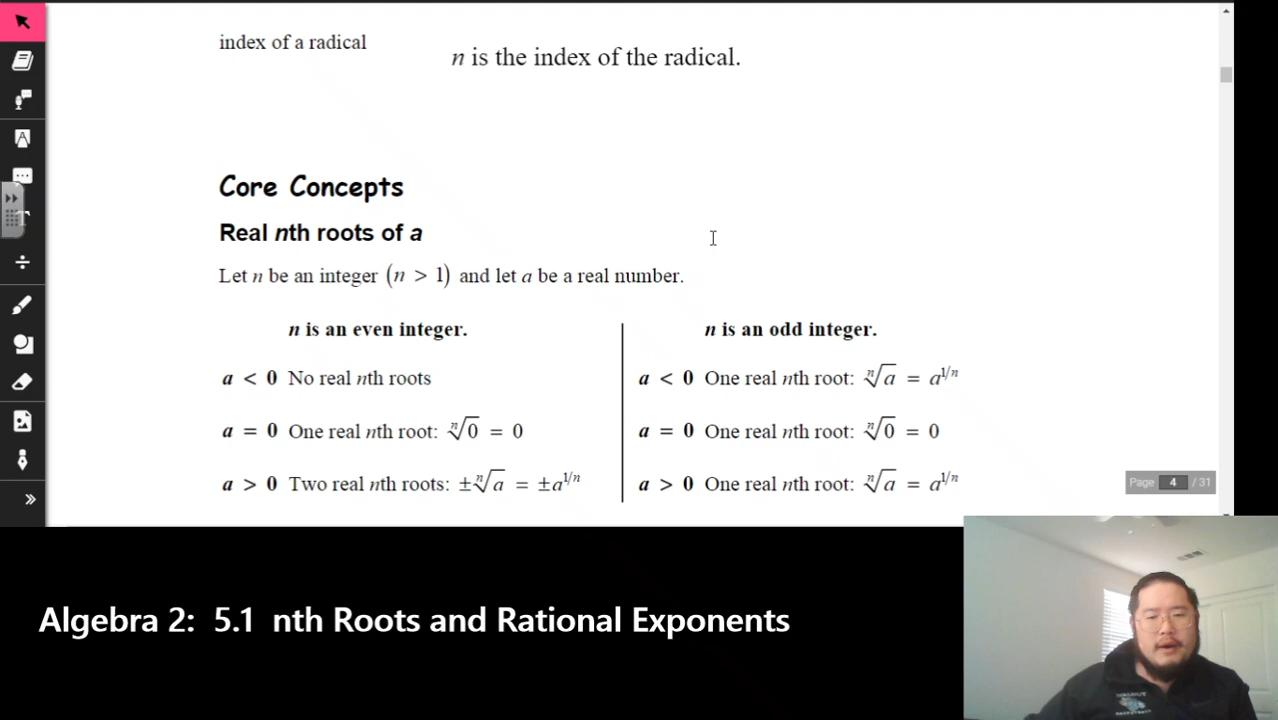 index of a radical
n is the index of the radical.
Core Concepts
Real nth roots of a
Let n be an integer (n > 1) and let a be a real number.
n is an even integer.
a < 0 No real nth roots
a = 0 One real nth root: ⁿ√0 = 0
a > 0 Two real nth roots: ±ⁿ√a = ±a^1/n
n is an odd integer.
a < 0 One real nth root: ⁿ√a = a^1/n
a = 0 One real nth root: ⁿ√0 = 0
a > 0 One real nth root: ⁿ√a = a^1/n
Page 4 / 31
Algebra 2: 5.1 nth Roots and Rational Exponents